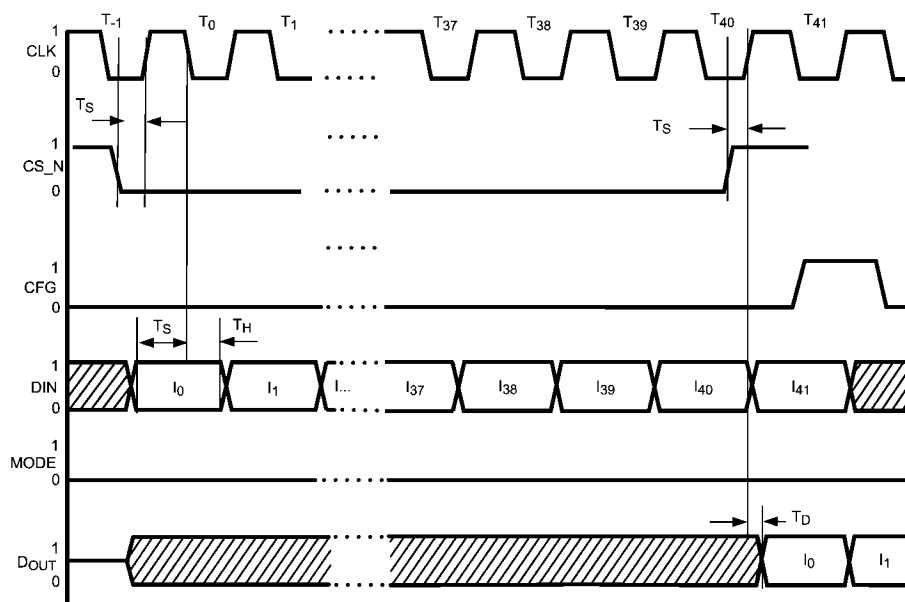 T-1 T0 T1 T37 T38 T39 T40 T41
1
CLK
0
TS TS
1
CS_N
0
1
CFG
0
TS TH
1
DIN I0 I1 I... I37 I38 I39 I40 I41
0
1
MODE
0
TD
1
DOUT I0 I1
0